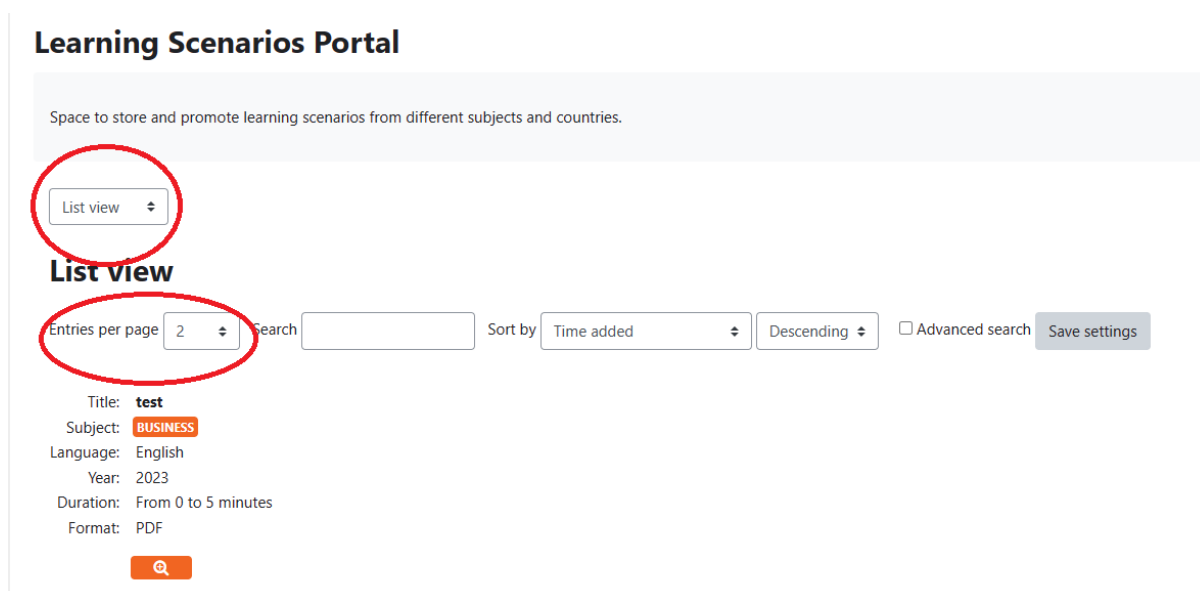 Learning Scenarios Portal
Space to store and promote learning scenarios from different subjects and countries.
List view
List view
Entries per page 2 Search Sort by Time added Descending Advanced search Save settings
Title: test
Subject: BUSINESS
Language: English
Year: 2023
Duration: From 0 to 5 minutes
Format: PDF